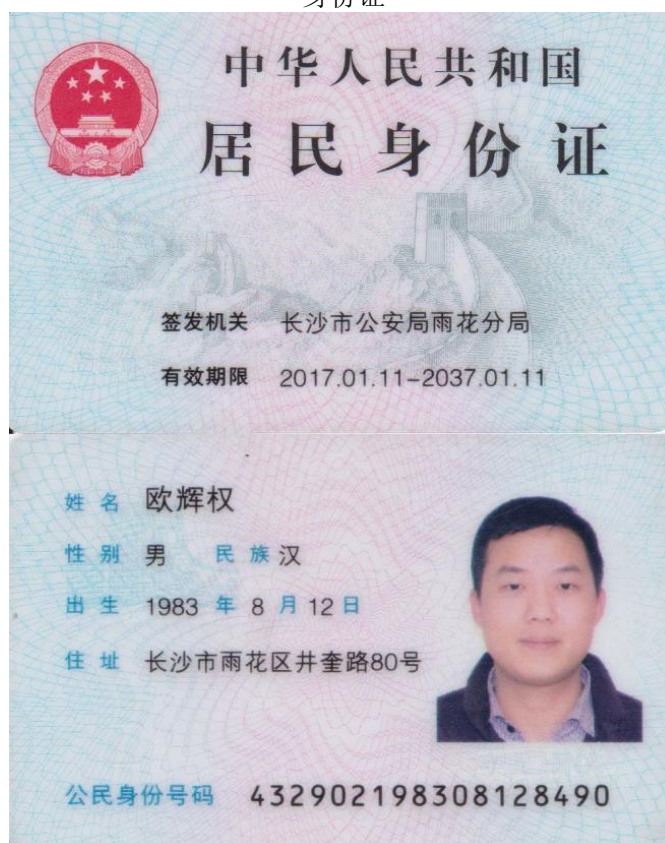 身份证
中华人民共和国
居民身份证
签发机关 长沙市公安局雨花分局
有效期限 2017.01.11-2037.01.11
姓名 欧辉权
性别 男 民族 汉
出生 1983 年 8 月 12 日
住址 长沙市雨花区井奎路80号
公民身份号码 432902198308128490